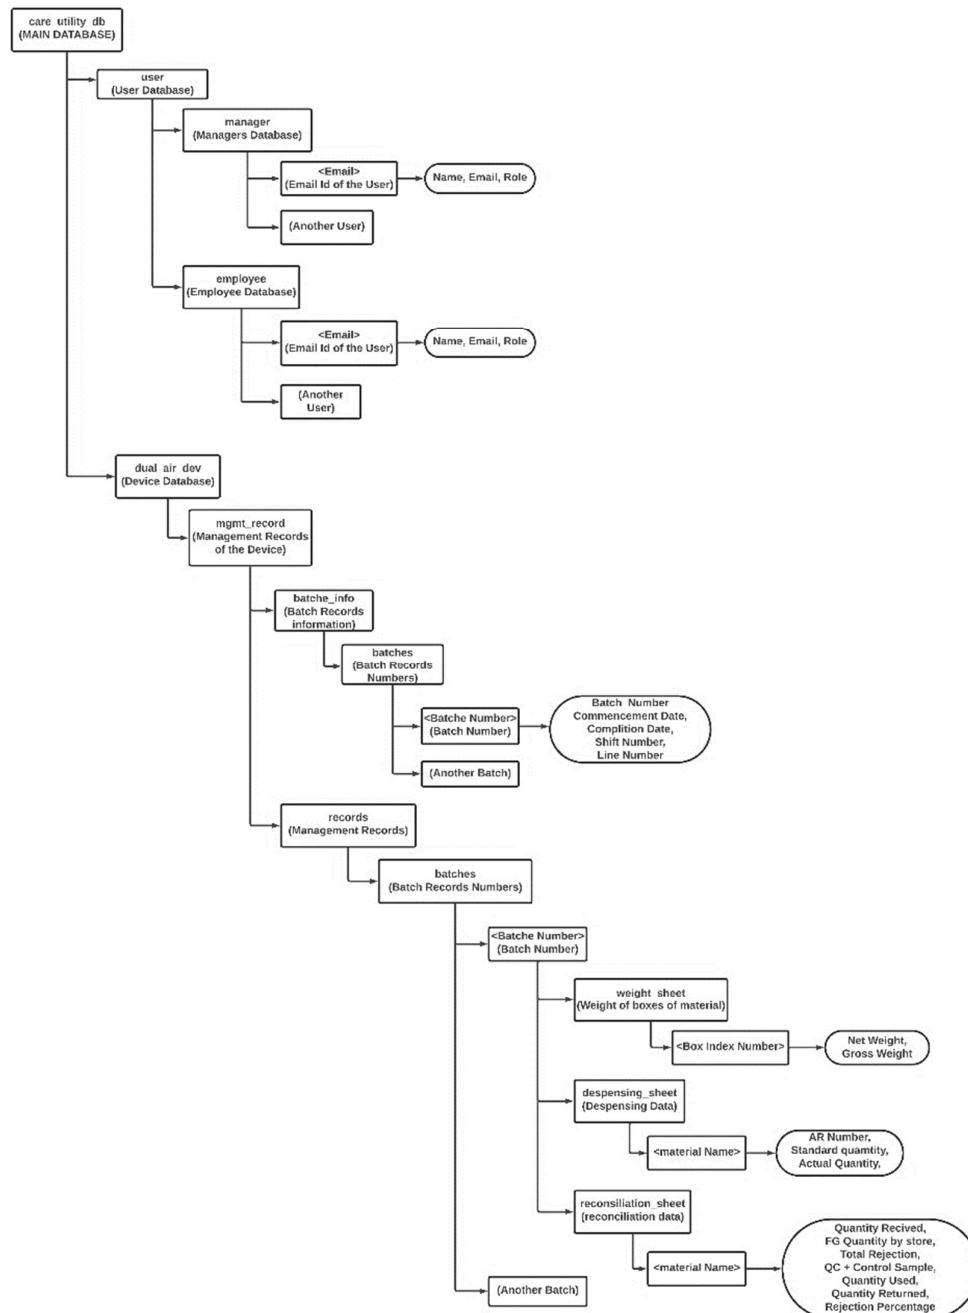 care utility db
(MAIN DATABASE)
user
(User Database)
manager
(Managers Database)
<Email>
(Email Id of the User)
Name, Email, Role
(Another User)
employee
(Employee Database)
<Email>
(Email Id of the User)
Name, Email, Role
(Another
User)
dual air dev
(Device Database)
mgmt_record
(Management Records
of the Device)
batche_info
(Batch Records
information)
batches
(Batch Records
Numbers)
<Batche Number>
(Batch Number)
Batch Number
Commencement Date,
Complition Date,
Shift Number,
Line Number
(Another Batch)
records
(Management Records)
batches
(Batch Records Numbers)
<Batche Number>
(Batch Number)
weight sheet
(Weight of boxes of material)
<Box Index Number>
Net Weight,
Gross Weight
despensing_sheet
(Despensing Data)
<material Name>
AR Number,
Standard quamtity,
Actual Quantity,
reconsiliation_sheet
(reconciliation data)
<material Name>
Quantity Recived,
FG Quantity by store,
Total Rejection,
QC + Control Sample,
Quantity Used,
Quantity Returned,
Rejection Percentage
(Another Batch)